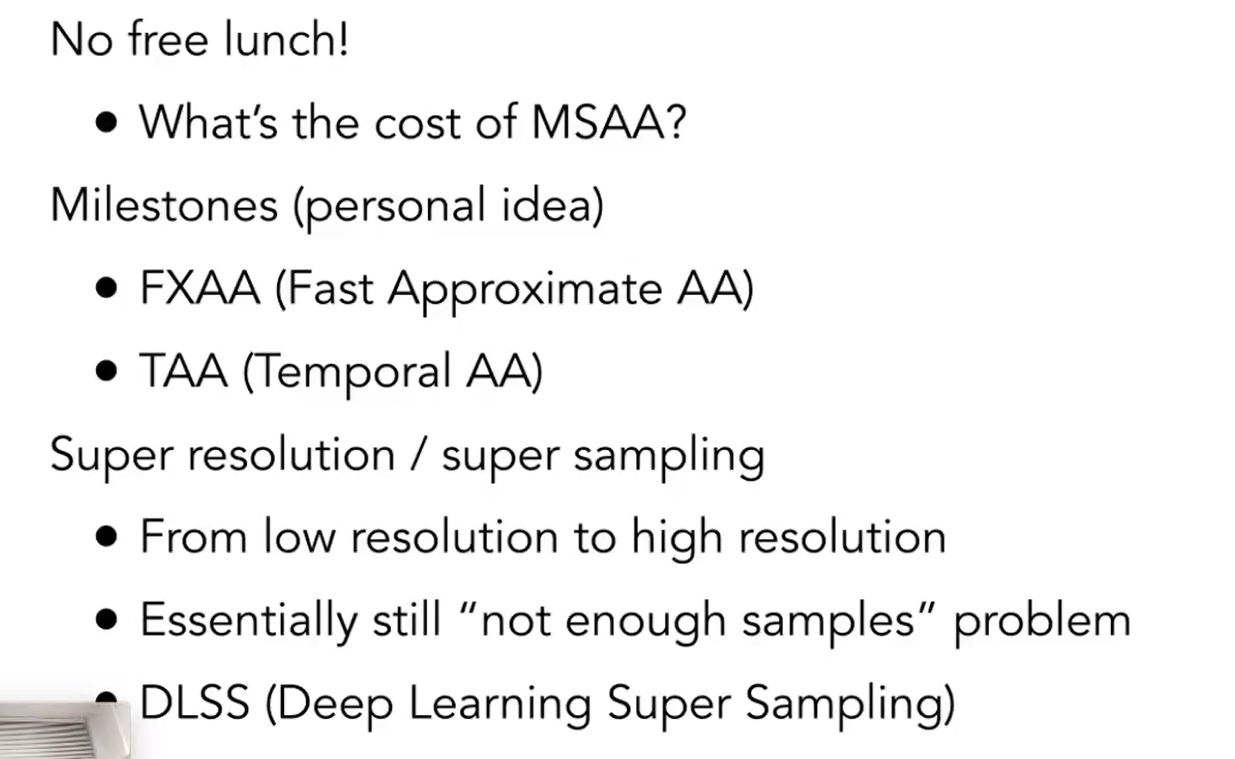 No free lunch!
• What's the cost of MSAA?
Milestones (personal idea)
• FXAA (Fast Approximate AA)
• TAA (Temporal AA)
Super resolution / super sampling
• From low resolution to high resolution
• Essentially still “not enough samples” problem
• DLSS (Deep Learning Super Sampling)